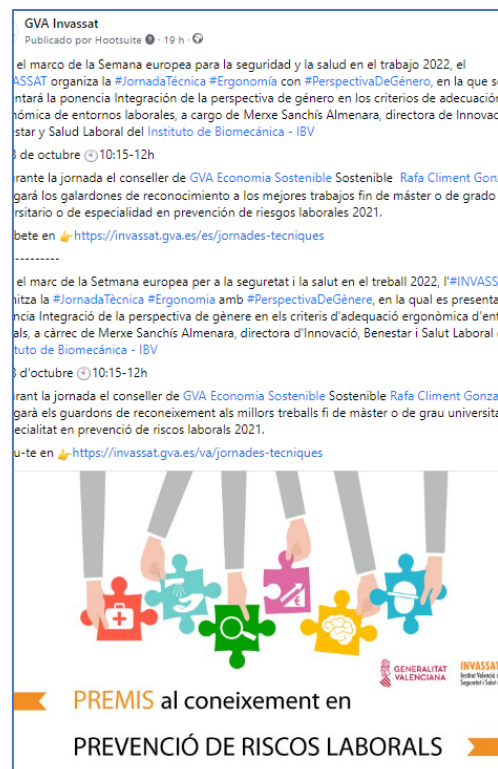 GVA Invassat
Publicado por Hootsuite · 19 h ·
el marco de la Semana europea para la seguridad y la salud en el trabajo 2022, el
ASSAT organiza la #JornadaTécnica #Ergonomía con #PerspectivaDeGénero, en la que s
ntará la ponencia Integración de la perspectiva de género en los criterios de adecuación
nómica de entornos laborales, a cargo de Merxe Sanchís Almenara, directora de Innovac
estar y Salud Laboral del Instituto de Biomecánica - IBV
de octubre 10:15-12h
rante la jornada el conseller de GVA Economia Sostenible Sostenible Rafa Climent Gonz
gará los galardones de reconocimiento a los mejores trabajos fin de máster o de grado
rsitario o de especialidad en prevención de riesgos laborales 2021.
bete en 👉https://invassat.gva.es/es/jornades-tecniques
----------
el marc de la Setmana europea per a la seguretat i la salut en el treball 2022, l'#INVASS
nitza la #JornadaTècnica #Ergonomia amb #PerspectivaDeGènere, en la qual es presenta
ncia Integració de la perspectiva de gènere en els criteris d'adequació ergonòmica d'ent
als, a càrrec de Merxe Sanchís Almenara, directora d'Innovació, Benestar i Salut Laboral
tuto de Biomecánica - IBV
d'octubre 10:15-12h
rant la jornada el conseller de GVA Economia Sostenible Sostenible Rafa Climent Gonza
garà els guardons de reconeixement als millors treballs fi de màster o de grau universita
ecialitat en prevenció de riscos laborals 2021.
u-te en 👉https://invassat.gva.es/va/jornades-tecniques
GENERALITAT
VALENCIANA
INVASSAT
Institut Valencià
Seguretat i Salut
PREMIS al coneixement en
PREVENCIÓ DE RISCOS LABORALS